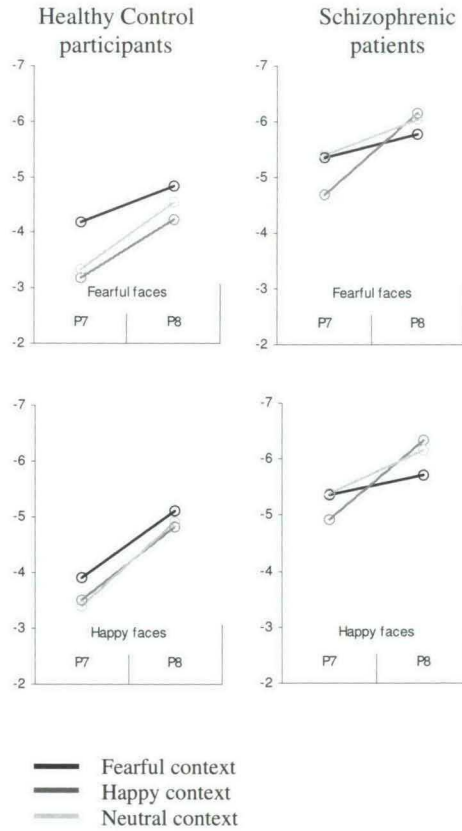 Healthy Control
participants
Schizophrenic
patients
-7
-6
-5
-4
-3
-2
Fearful faces
P7
P8
-7
-6
-5
-4
-3
-2
Fearful faces
P7
P8
-7
-6
-5
-4
-3
-2
Happy faces
P7
P8
-7
-6
-5
-4
-3
-2
Happy faces
P7
P8
Fearful context
Happy context
Neutral context